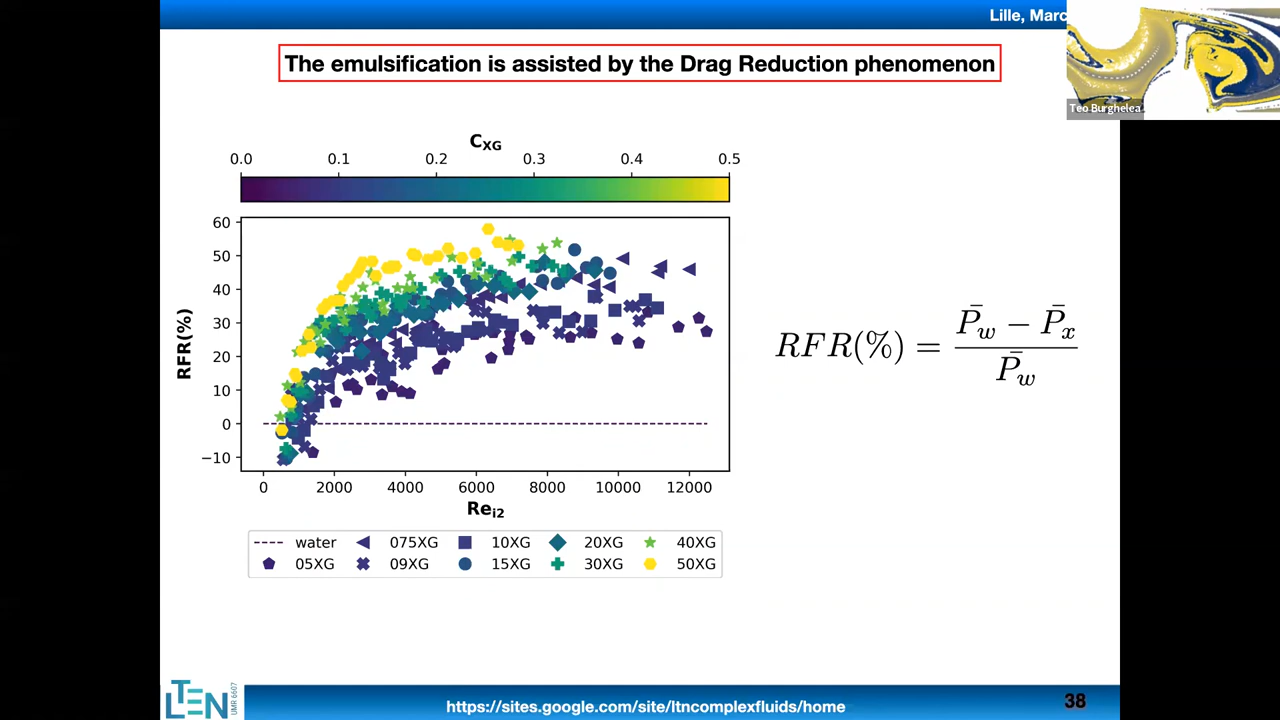 Lille, Marc
Teo Burghelea
The emulsification is assisted by the Drag Reduction phenomenon
C_XG
0.0 0.1 0.2 0.3 0.4 0.5
RFR(%)
60
50
40
30
20
10
0
−10
0 2000 4000 6000 8000 10000 12000
Re_i2
water 075XG 10XG 20XG 40XG
05XG 09XG 15XG 30XG 50XG
RFR(%) = (P̄_w − P̄_x) / P̄_w
LTEN
UMR 6607
https://sites.google.com/site/ltncomplexfluids/home
38